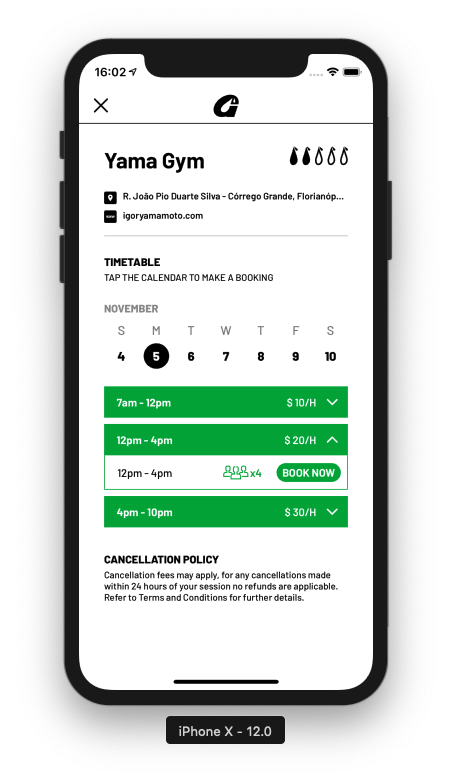 16:02
Yama Gym
R. João Pio Duarte Silva - Córrego Grande, Florianóp...
igoryamamoto.com
TIMETABLE
TAP THE CALENDAR TO MAKE A BOOKING
NOVEMBER
S M T W T F S
4 5 6 7 8 9 10
7am - 12pm $ 10/H
12pm - 4pm $ 20/H
12pm - 4pm x4 BOOK NOW
4pm - 10pm $ 30/H
CANCELLATION POLICY
Cancellation fees may apply, for any cancellations made
within 24 hours of your session no refunds are applicable.
Refer to Terms and Conditions for further details.
iPhone X - 12.0